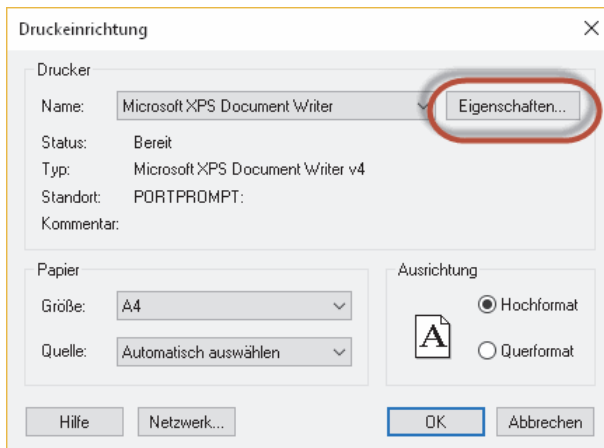 Druckeinrichtung
Drucker
Name: Microsoft XPS Document Writer Eigenschaften...
Status: Bereit
Typ: Microsoft XPS Document Writer v4
Standort: PORTPROMPT:
Kommentar:
Papier
Größe: A4
Quelle: Automatisch auswählen
Ausrichtung
A
Hochformat
Querformat
Hilfe Netzwerk... OK Abbrechen